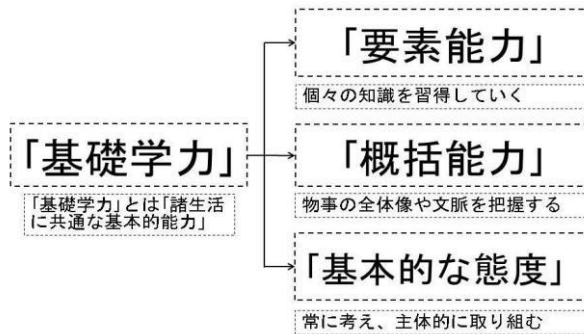 「要素能力」
個々の知識を習得していく
「基礎学力」
「基礎学力」とは「諸生活
に共通な基本的能力」
「概括能力」
物事の全体像や文脈を把握する
「基本的な態度」
常に考え、主体的に取り組む